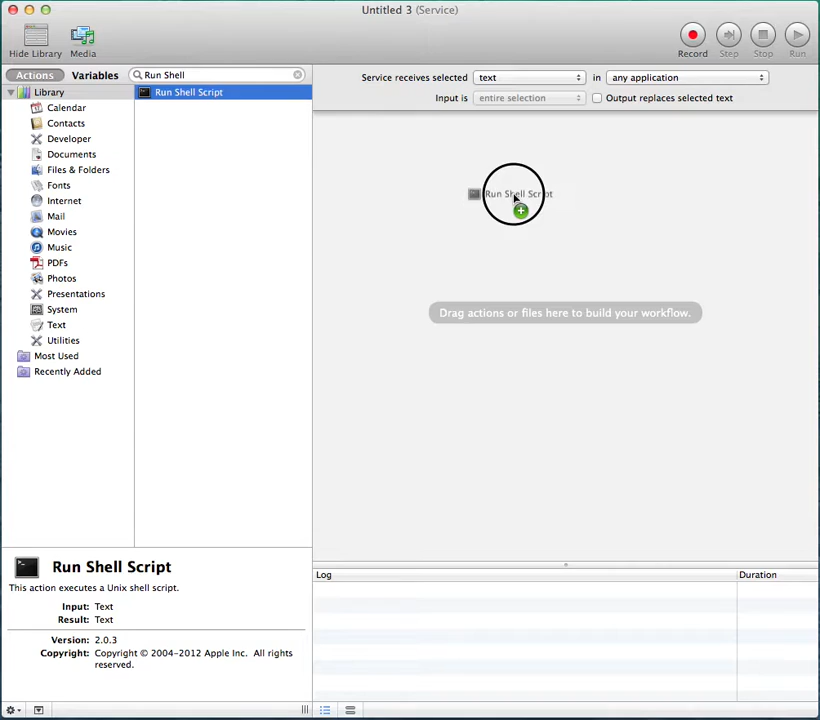 Untitled 3 (Service)
Hide Library
Media
Record
Step
Stop
Run
Actions
Variables
Run Shell
Service receives selected
text
in
any application
Input is
entire selection
Output replaces selected text
Library
Calendar
Contacts
Developer
Documents
Files & Folders
Fonts
Internet
Mail
Movies
Music
PDFs
Photos
Presentations
System
Text
Utilities
Most Used
Recently Added
Run Shell Script
Run Shell Script
Drag actions or files here to build your workflow.
Run Shell Script
This action executes a Unix shell script.
Input: Text
Result: Text
Version: 2.0.3
Copyright: Copyright © 2004-2012 Apple Inc. All rights
reserved.
Log
Duration